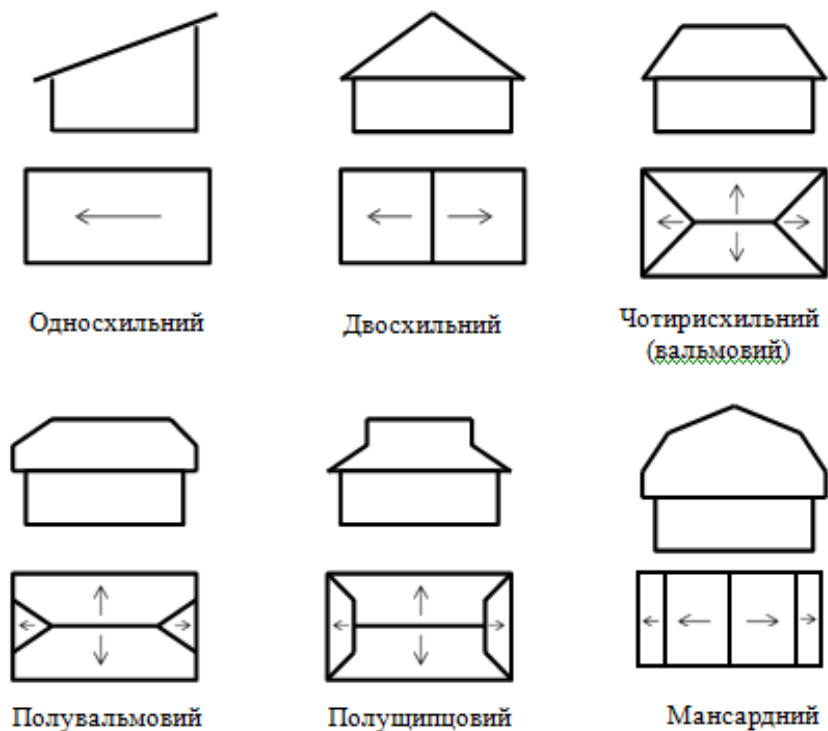 Односхильний
Двосхильний
Чотирисхильний
(вальмовий)
Полувальмовий
Полущипцовий
Мансардний